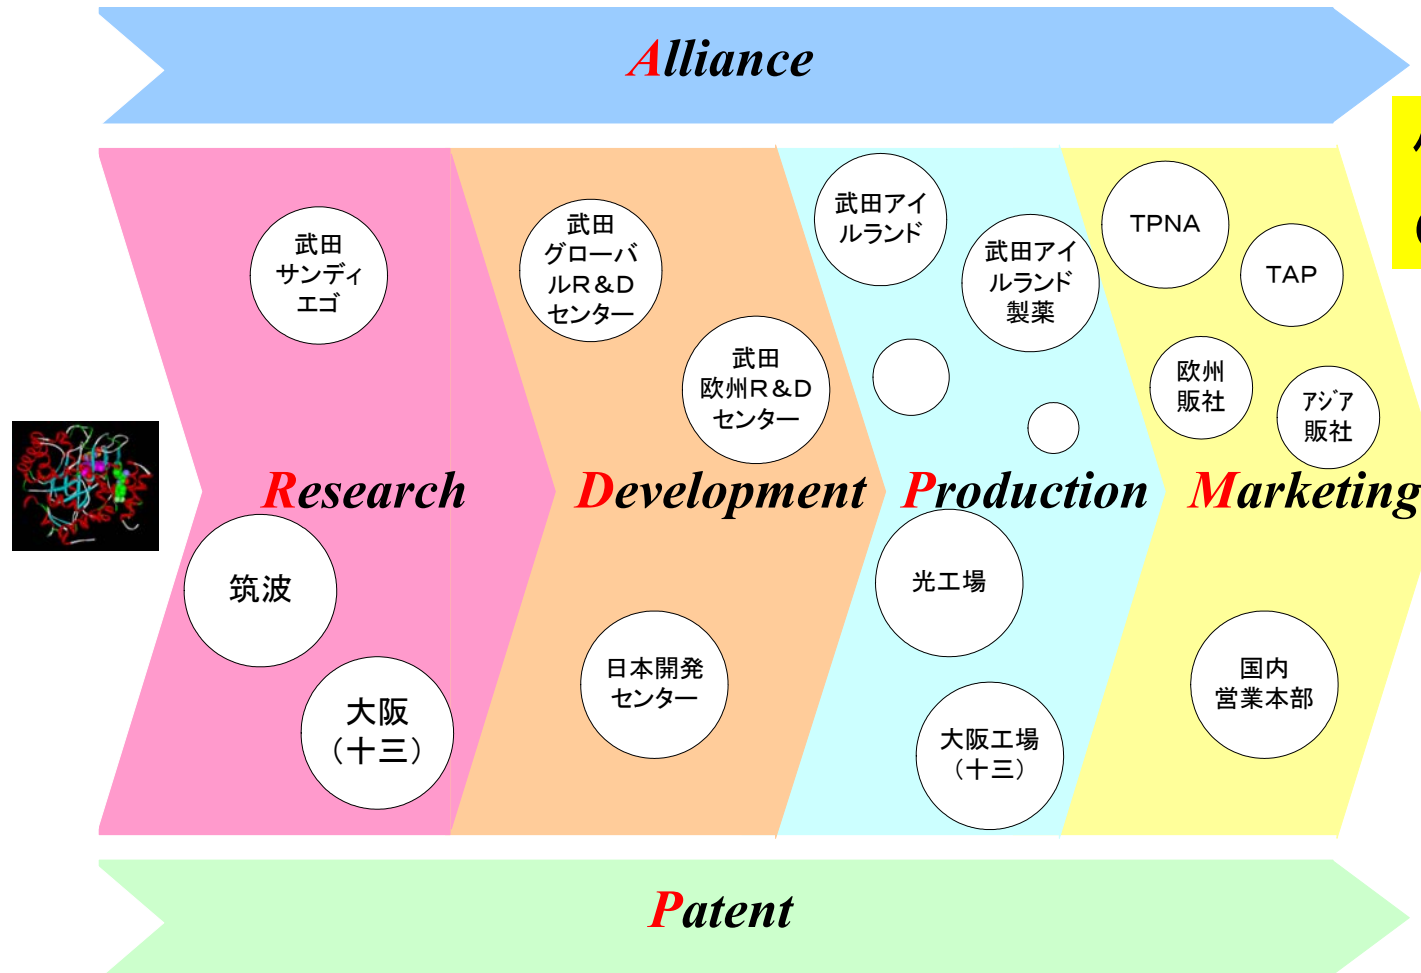 Alliance
武田
サンディ
エゴ
Research
筑波
大阪
（十三）
武田
グローバ
ルＲ＆Ｄ
センター
武田
欧州Ｒ＆Ｄ
センター
Development
日本開発
センター
武田アイ
ルランド
武田アイ
ルランド
製薬
Production
光工場
大阪工場
（十三）
ＴＰＮＡ
ＴＡＰ
欧州
販社
ｱｼﾞｱ
販社
Marketing
国内
営業本部
Patent